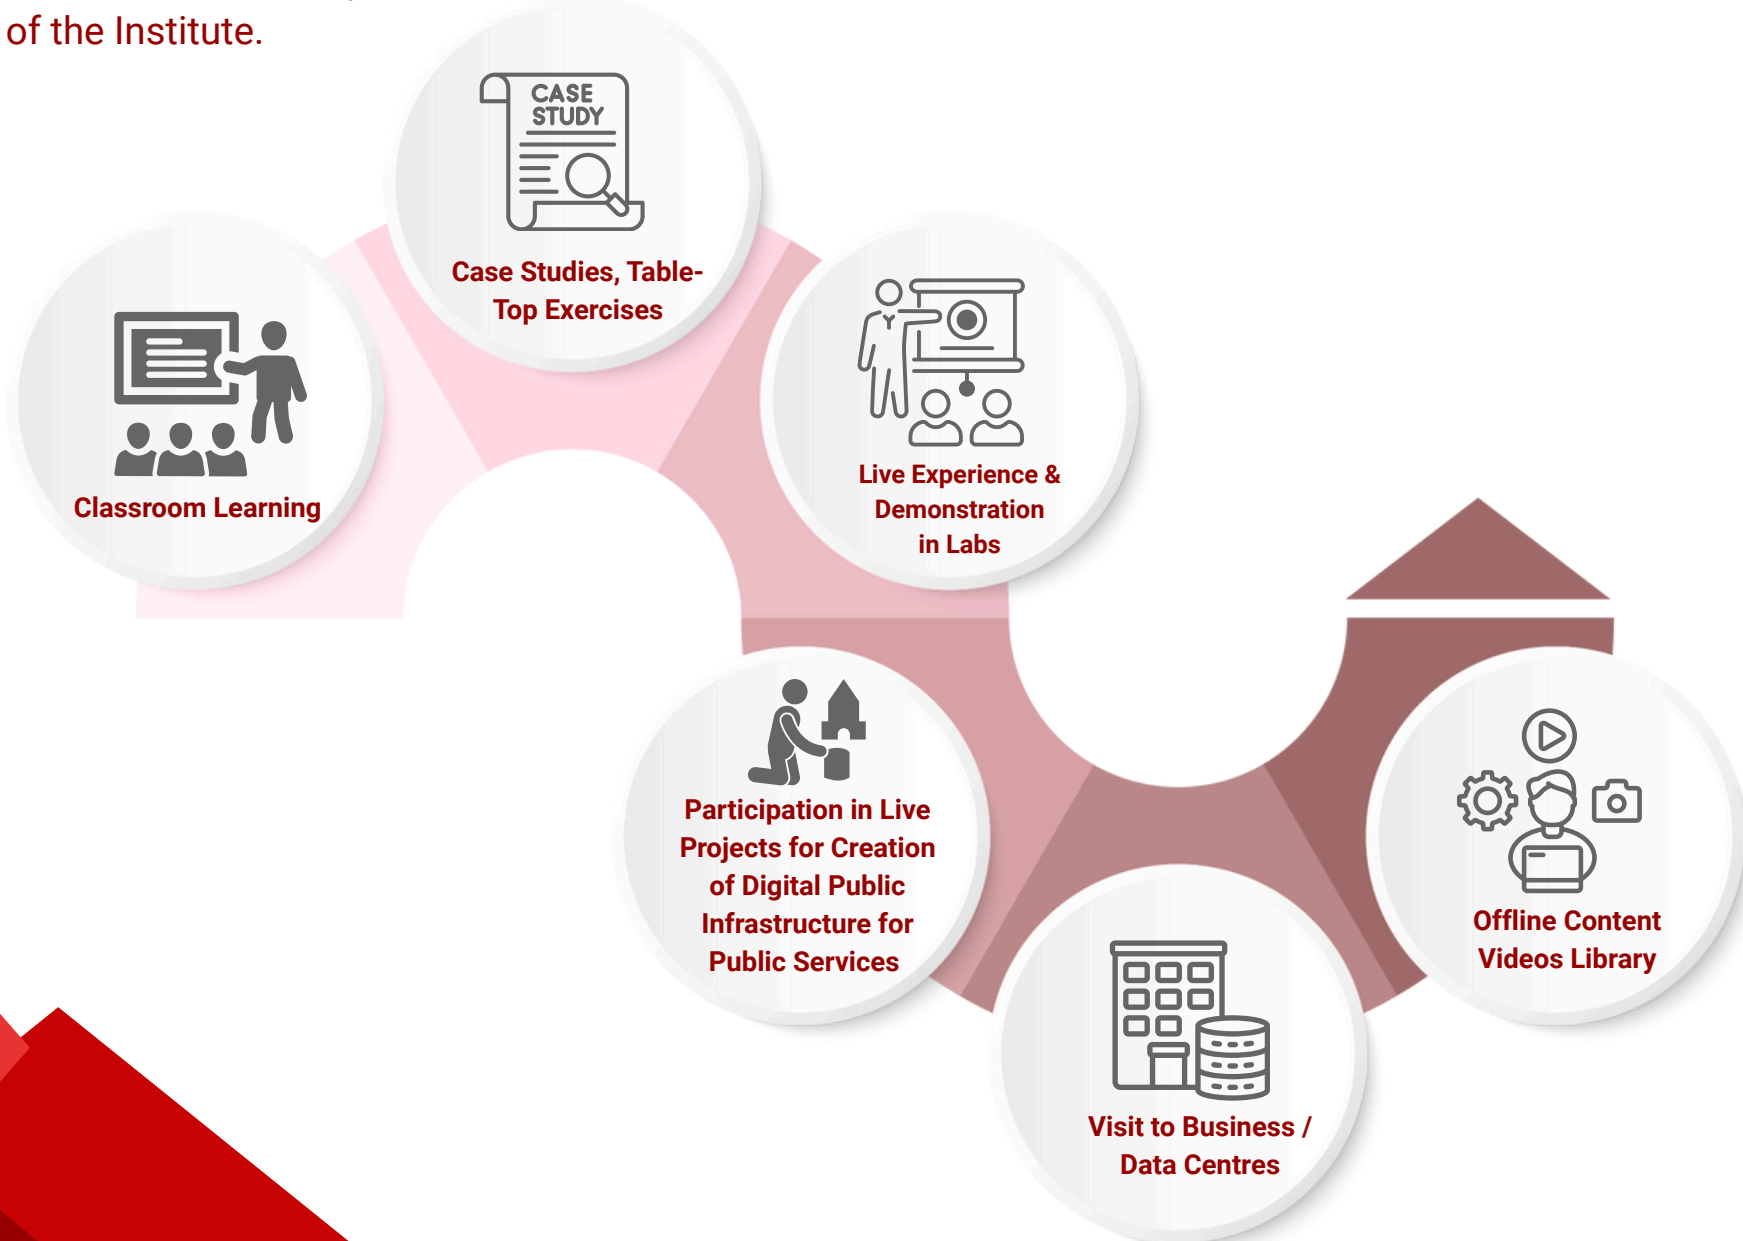 of the Institute.
CASE
STUDY
Case Studies, Table-
Top Exercises
Classroom Learning
Live Experience &
Demonstration
in Labs
Participation in Live
Projects for Creation
of Digital Public
Infrastructure for
Public Services
Visit to Business /
Data Centres
Offline Content
Videos Library